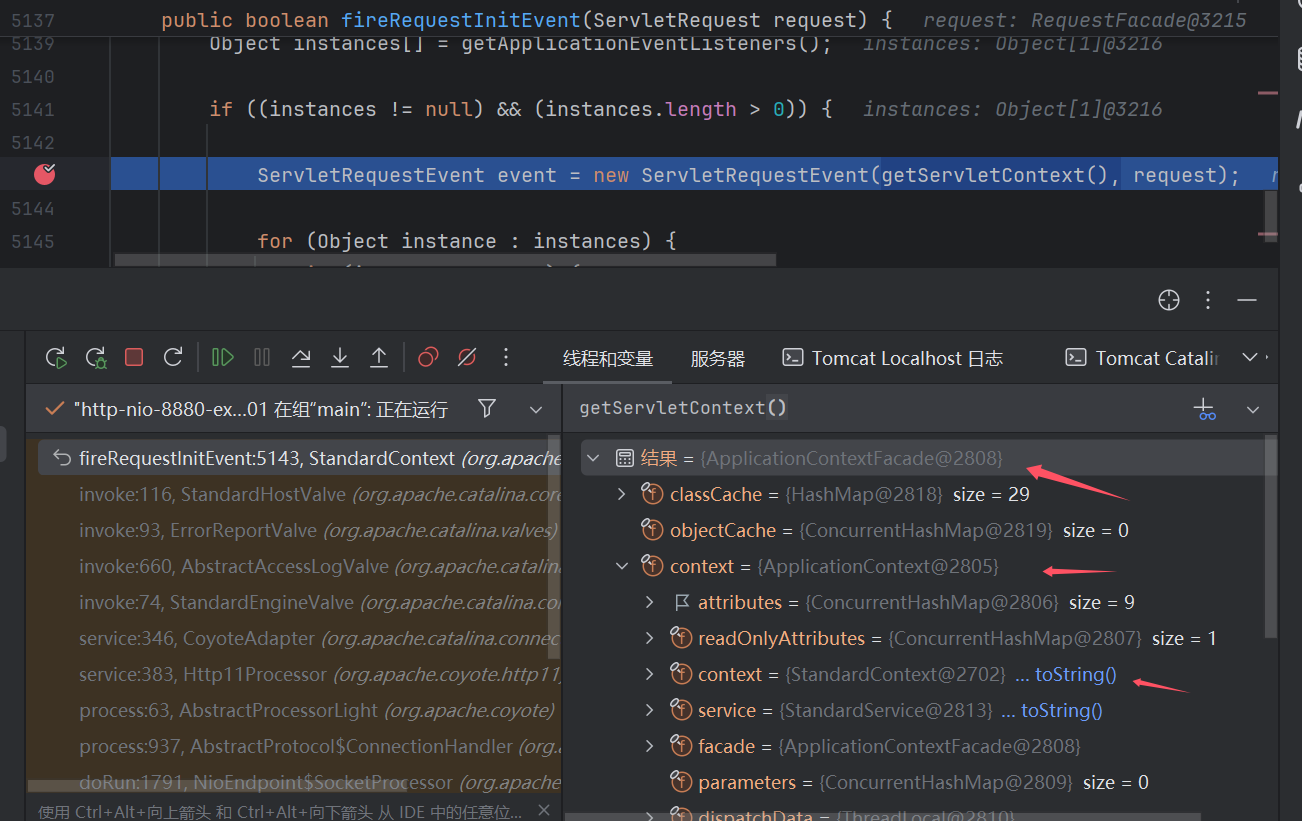 5137 public boolean fireRequestInitEvent(ServletRequest request) { request: RequestFacade@3215
5139 Object instances[] = getApplicationEventListeners(); instances: Object[1]@3216
5140
5141 if ((instances != null) && (instances.length > 0)) { instances: Object[1]@3216
5142
ServletRequestEvent event = new ServletRequestEvent(getServletContext(), request);
5144
5145 for (Object instance : instances) {
线程和变量 服务器 Tomcat Localhost 日志 Tomcat Catalin
"http-nio-8880-ex...01 在组“main”: 正在运行
getServletContext()
fireRequestInitEvent:5143, StandardContext (org.apache
invoke:116, StandardHostValve (org.apache.catalina.core
invoke:93, ErrorReportValve (org.apache.catalina.valves)
invoke:660, AbstractAccessLogValve (org.apache.catalin
invoke:74, StandardEngineValve (org.apache.catalina.co
service:346, CoyoteAdapter (org.apache.catalina.connec
service:383, Http11Processor (org.apache.coyote.http11
process:63, AbstractProcessorLight (org.apache.coyote)
process:937, AbstractProtocol$ConnectionHandler (org.
doRun:1791, NioEndpoint$SocketProcessor (org.apache
使用 Ctrl+Alt+向上箭头 和 Ctrl+Alt+向下箭头 从 IDE 中的任意位...
结果 = {ApplicationContextFacade@2808}
classCache = {HashMap@2818} size = 29
objectCache = {ConcurrentHashMap@2819} size = 0
context = {ApplicationContext@2805}
attributes = {ConcurrentHashMap@2806} size = 9
readOnlyAttributes = {ConcurrentHashMap@2807} size = 1
context = {StandardContext@2702} ... toString()
service = {StandardService@2813} ... toString()
facade = {ApplicationContextFacade@2808}
parameters = {ConcurrentHashMap@2809} size = 0
dispatchData = {ThreadLocal@2810}